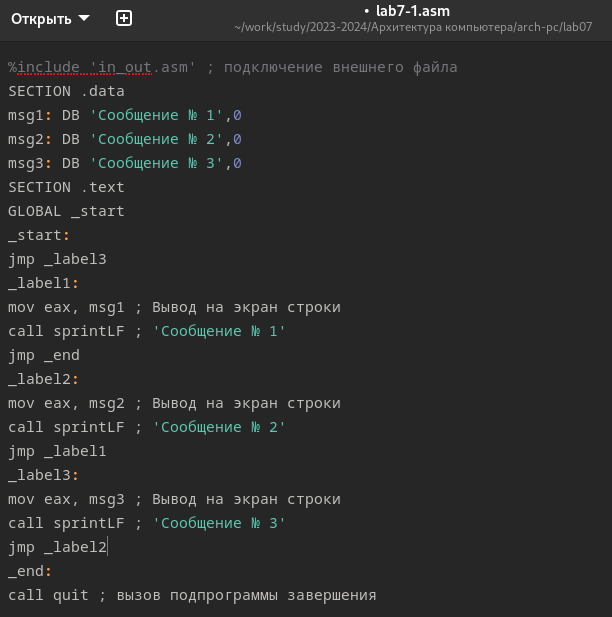 Открыть
• lab7-1.asm
~/work/study/2023-2024/Архитектура компьютера/arch-pc/lab07
%include 'in_out.asm' ; подключение внешнего файла
SECTION .data
msg1: DB 'Сообщение № 1',0
msg2: DB 'Сообщение № 2',0
msg3: DB 'Сообщение № 3',0
SECTION .text
GLOBAL _start
_start:
jmp _label3
_label1:
mov eax, msg1 ; Вывод на экран строки
call sprintLF ; 'Сообщение № 1'
jmp _end
_label2:
mov eax, msg2 ; Вывод на экран строки
call sprintLF ; 'Сообщение № 2'
jmp _label1
_label3:
mov eax, msg3 ; Вывод на экран строки
call sprintLF ; 'Сообщение № 3'
jmp _label2
_end:
call quit ; вызов подпрограммы завершения